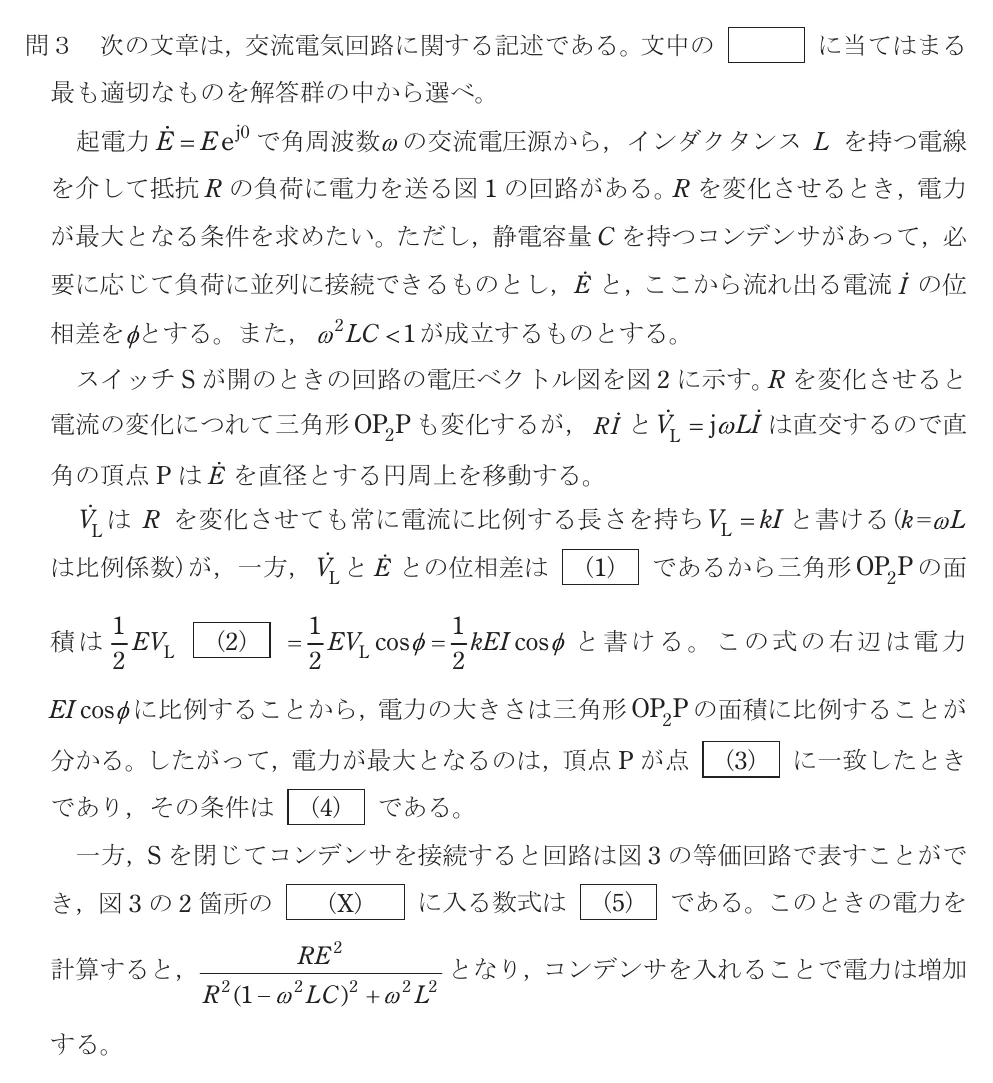 問3　次の文章は，交流電気回路に関する記述である。文中の　　　に当てはまる
最も適切なものを解答群の中から選べ。
起電力 Ė = E e^{j0} で角周波数ω の交流電圧源から，インダクタンス L を持つ電線
を介して抵抗 R の負荷に電力を送る図 1 の回路がある。R を変化させるとき，電力
が最大となる条件を求めたい。ただし，静電容量 C を持つコンデンサがあって，必
要に応じて負荷に並列に接続できるものとし，Ė と，ここから流れ出る電流 İ の位
相差をφとする。また，ω²LC <1が成立するものとする。
スイッチ S が開のときの回路の電圧ベクトル図を図 2 に示す。R を変化させると
電流の変化につれて三角形 OP₂P も変化するが，Rİ と V̇_L = jωLİ は直交するので直
角の頂点 P は Ė を直径とする円周上を移動する。
V̇_L は R を変化させても常に電流に比例する長さを持ち V_L = kI と書ける (k=ωL
は比例係数) が，一方，V̇_L と Ė との位相差は (1) であるから三角形 OP₂P の面
積は 1/2 EV_L (2) = 1/2 EV_L cosφ = 1/2 kEI cosφ と書ける。この式の右辺は電力
EI cosφ に比例することから，電力の大きさは三角形 OP₂P の面積に比例することが
分かる。したがって，電力が最大となるのは，頂点 P が点 (3) に一致したとき
であり，その条件は (4) である。
一方，S を閉じてコンデンサを接続すると回路は図 3 の等価回路で表すことがで
き，図 3 の 2 箇所の (X) に入る数式は (5) である。このときの電力を
計算すると，RE²/(R²(1−ω²LC)²+ω²L²) となり，コンデンサを入れることで電力は増加
する。